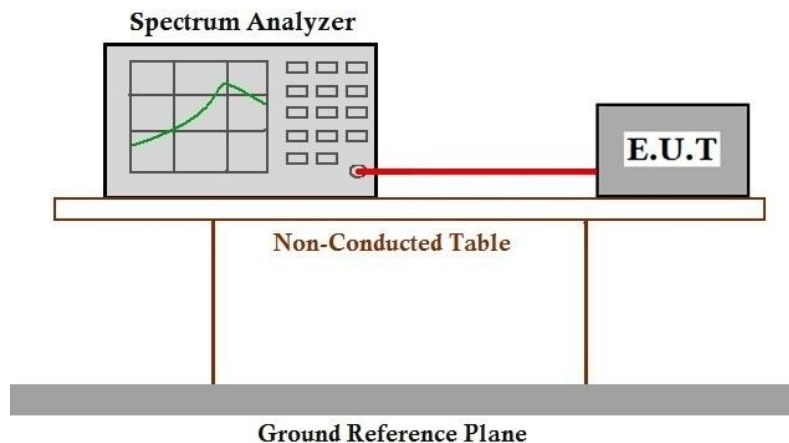 Spectrum Analyzer
E.U.T
Non-Conducted Table
Ground Reference Plane